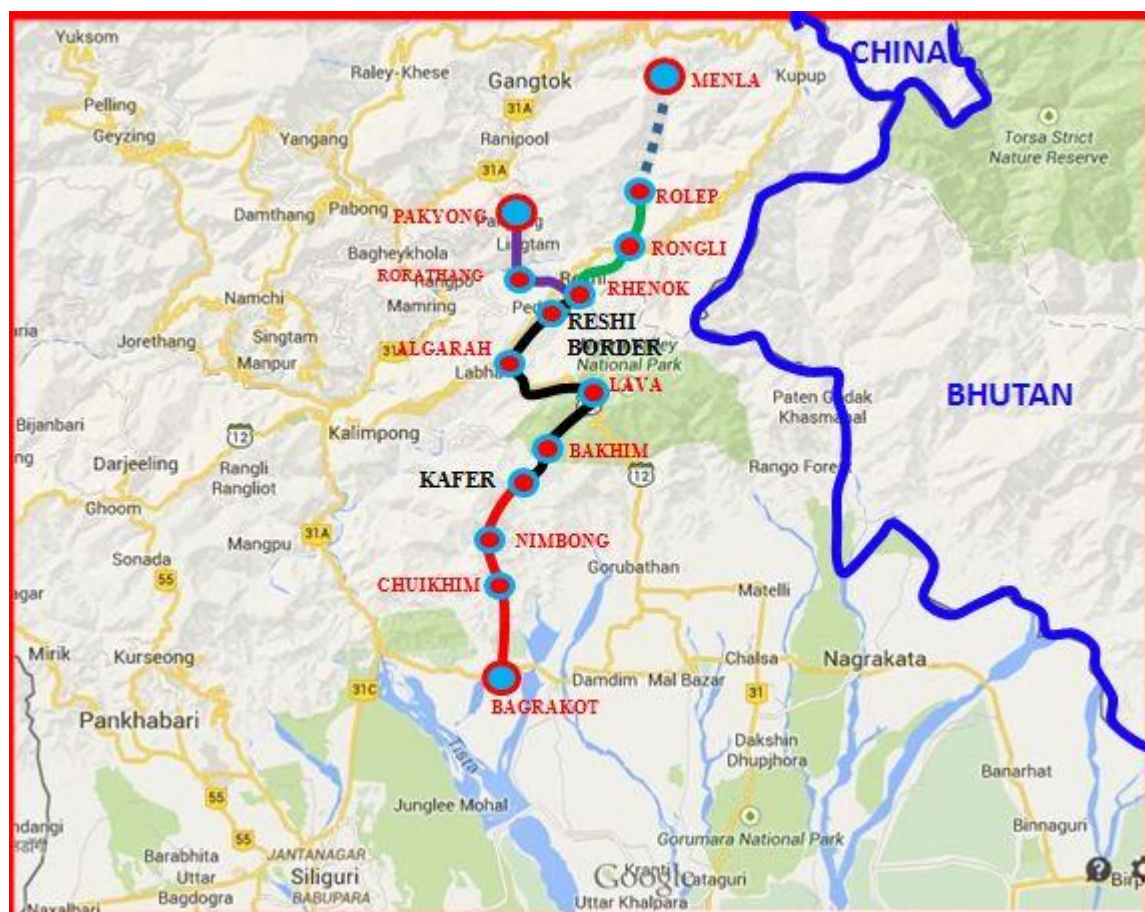 Yuksom
CHINA
Raley-Khese
Gangtok
MENLA
Kupup
Pelling
31A
Geyzing
Yangang
Ranipool
Torsa Strict
Nature Reserve
31A
ROLEP
Damthang
Pabong
PAKYONG
Lingtam
Bagheykhola
RONGLI
RORATHANG
Namchi
Mamring
RHENOK
Jorethang
Singtam
RESHI
BORDER
Manpur
ALGARAH
National Park
LAVA
Paten Godak
Khasmahal
BHUTAN
Bijanbari
12
Kalimpong
Darjeeling
Rangli
Rangliot
BAKHIM
KAFER
12
Rango Forest
Ghoom
31A
Sonada
Mangpu
NIMBONG
Gorubathan
55
CHUIKHIM
Matelli
Mirik
Kurseong
Chalsa
Nagrakata
31C
Damdim
Mal Bazar
31
BAGRAKOT
Pankhabari
Tista
Dakshin
Dhupjhora
Banarhat
55
Junglee Mohal
Binnaguri
55
Gorumara National Park
Barabhita
Uttar
Bagdogra
JANTANAGAR
Siliguri
BABUPARA
Google
Kranti
Uttar Khalpara
Naxalbari